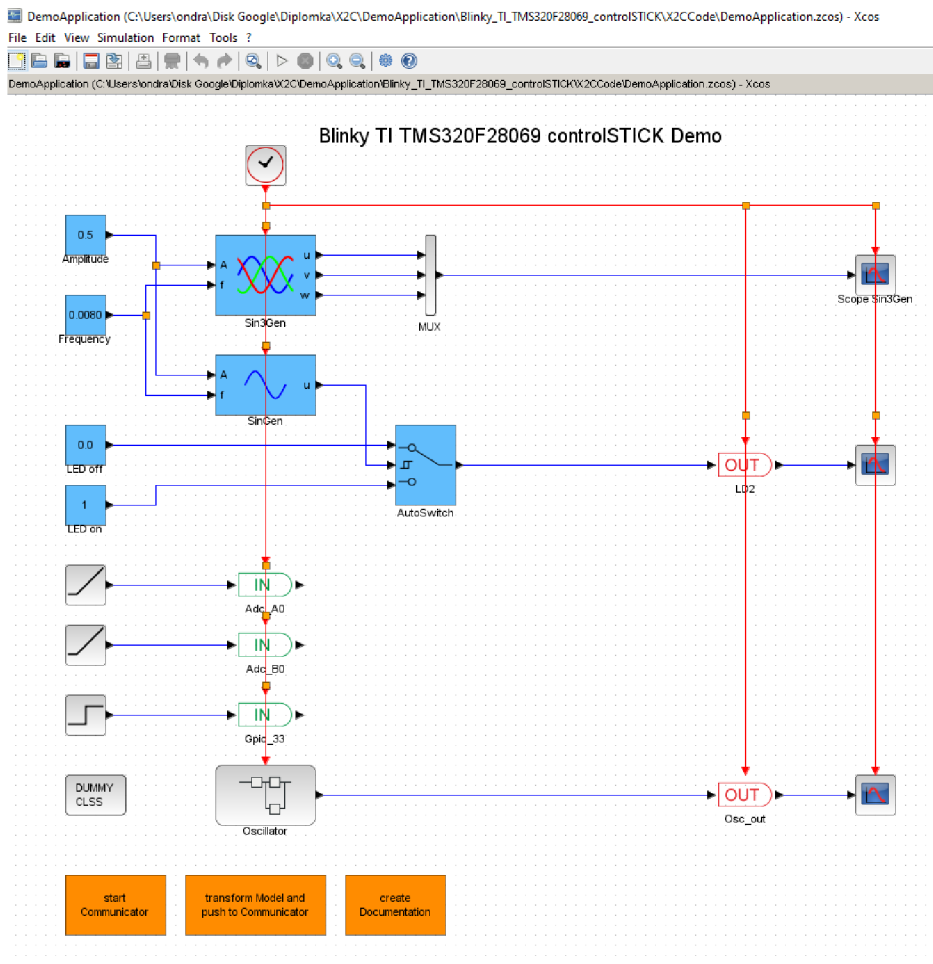 DemoApplication (C:\Users\ondra\Disk Google\Diplomka\X2C\DemoApplication\Blinky_TI_TMS320F28069_controlSTICK\X2CCode\DemoApplication.zcos) - Xcos
File Edit View Simulation Format Tools ?
DemoApplication (C:\Users\ondra\Disk Google\Diplomka\X2C\DemoApplication\Blinky_TI_TMS320F28069_controlSTICK\X2CCode\DemoApplication.zcos) - Xcos
Blinky TI TMS320F28069 controlSTICK Demo
0.5
Amplitude
A
f
u
v
w
Sin3Gen
MUX
Scope Sin3Gen
0.0080
Frequency
A
f
u
SinGen
0.0
LED off
1
LED on
AutoSwitch
OUT
LD2
IN
Adc_A0
IN
Adc_B0
IN
Gpio_33
DUMMY
CLSS
Oscillator
OUT
Osc_out
start
Communicator
transform Model and
push to Communicator
create
Documentation